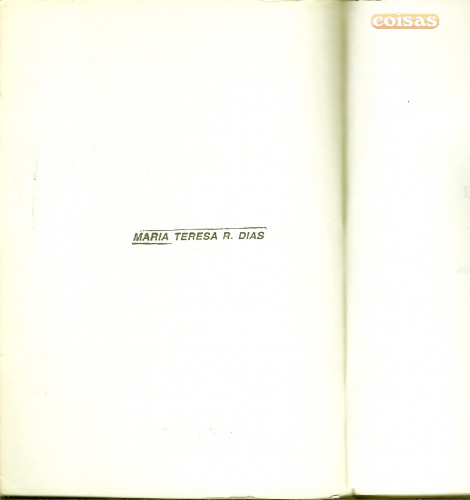 coisas
MARIA TERESA R. DIAS